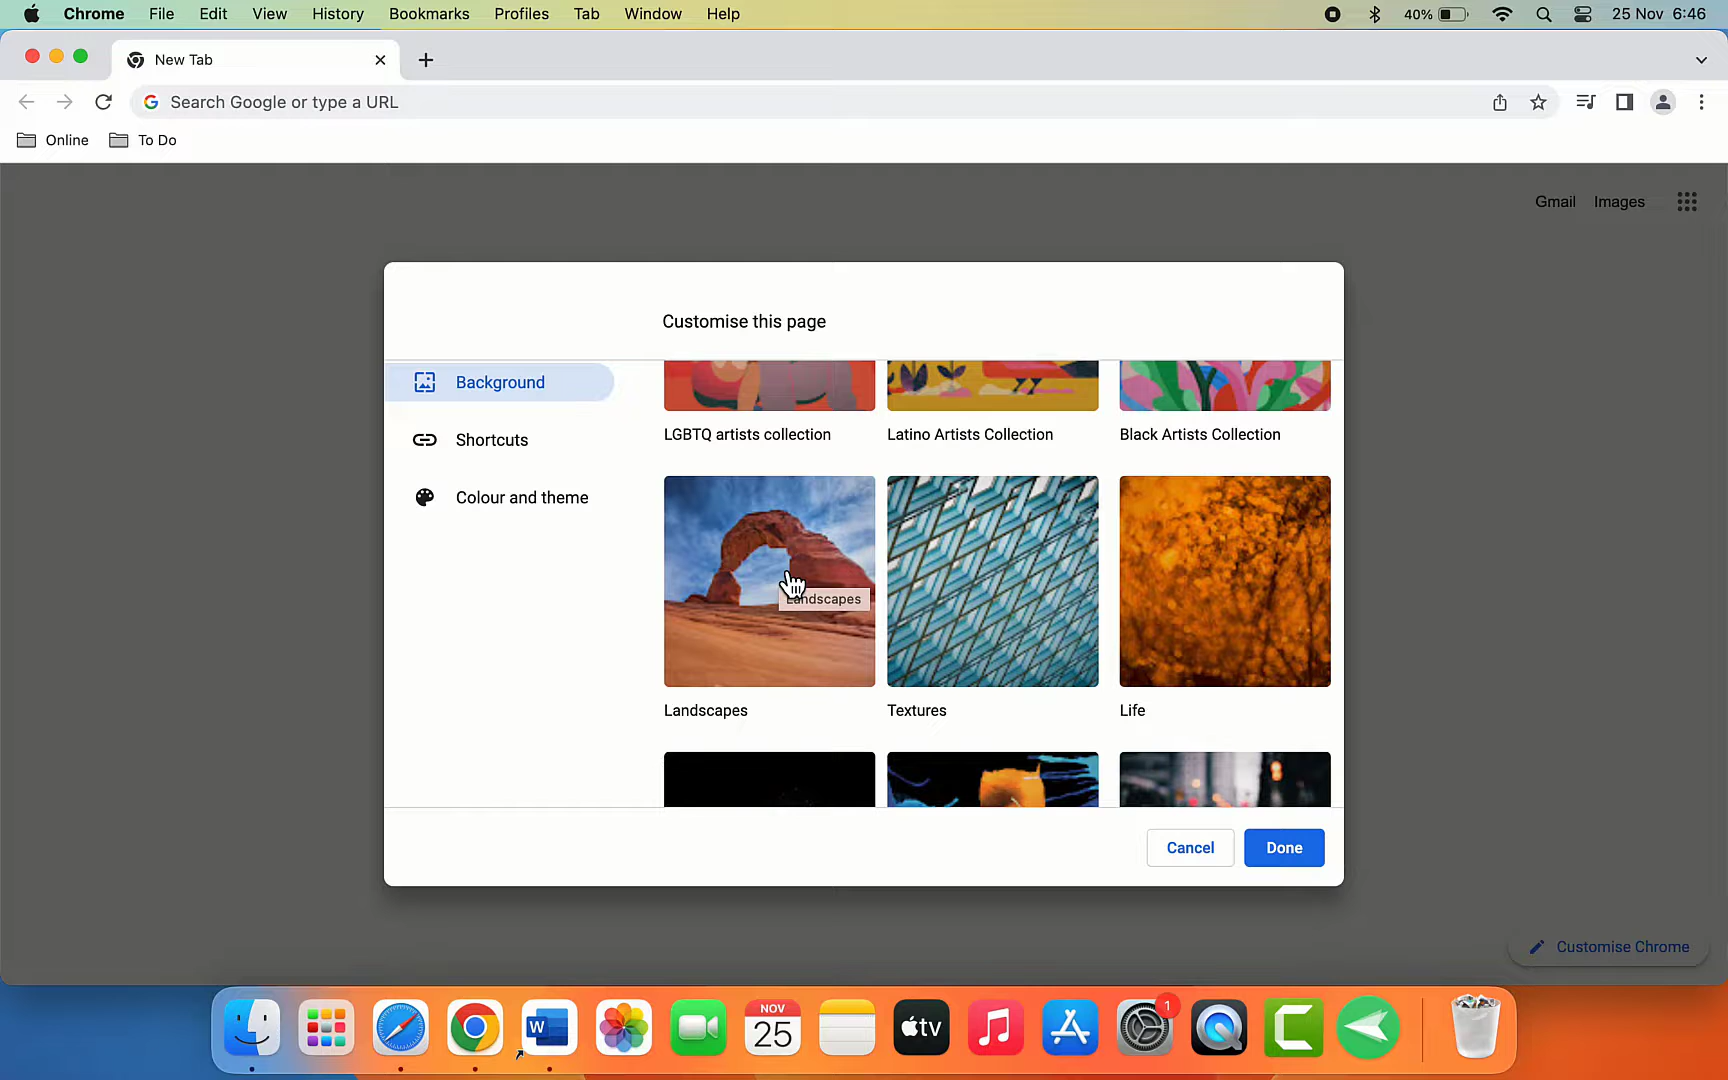 Chrome File Edit View History Bookmarks Profiles Tab Window Help 40% 25 Nov 6:46
New Tab
Search Google or type a URL
Online To Do
Gmail Images
Customise this page
Background
Shortcuts
Colour and theme
LGBTQ artists collection Latino Artists Collection Black Artists Collection
Landscapes
Landscapes Textures Life
Cancel Done
Customise Chrome
W NOV 25 tv 1